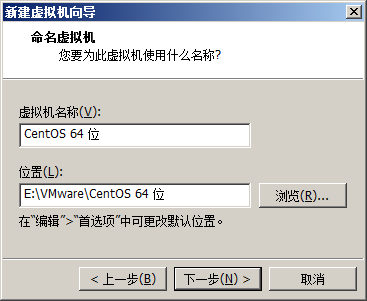 新建虚拟机向导
命名虚拟机
您要为此虚拟机使用什么名称?
虚拟机名称(V):
CentOS 64 位
位置(L):
E:\VMware\CentOS 64 位
浏览(R)...
在“编辑”>“首选项”中可更改默认位置。
< 上一步(B)
下一步(N) >
取消